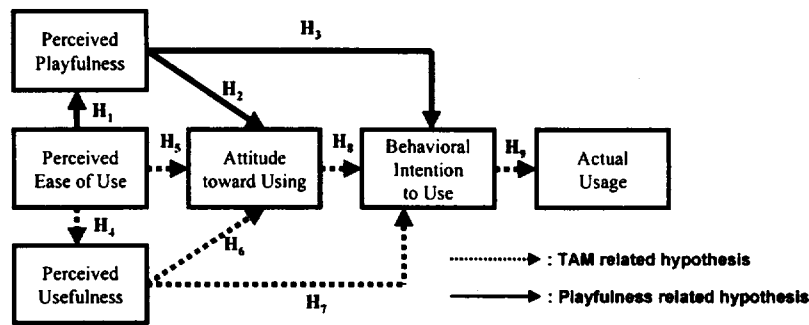 Perceived
Playfulness
H3
H2
H1
Perceived
Ease of Use
H5
Attitude
toward Using
H8
Behavioral
Intention
to Use
H9
Actual
Usage
H4
H6
Perceived
Usefulness
H7
: TAM related hypothesis
: Playfulness related hypothesis